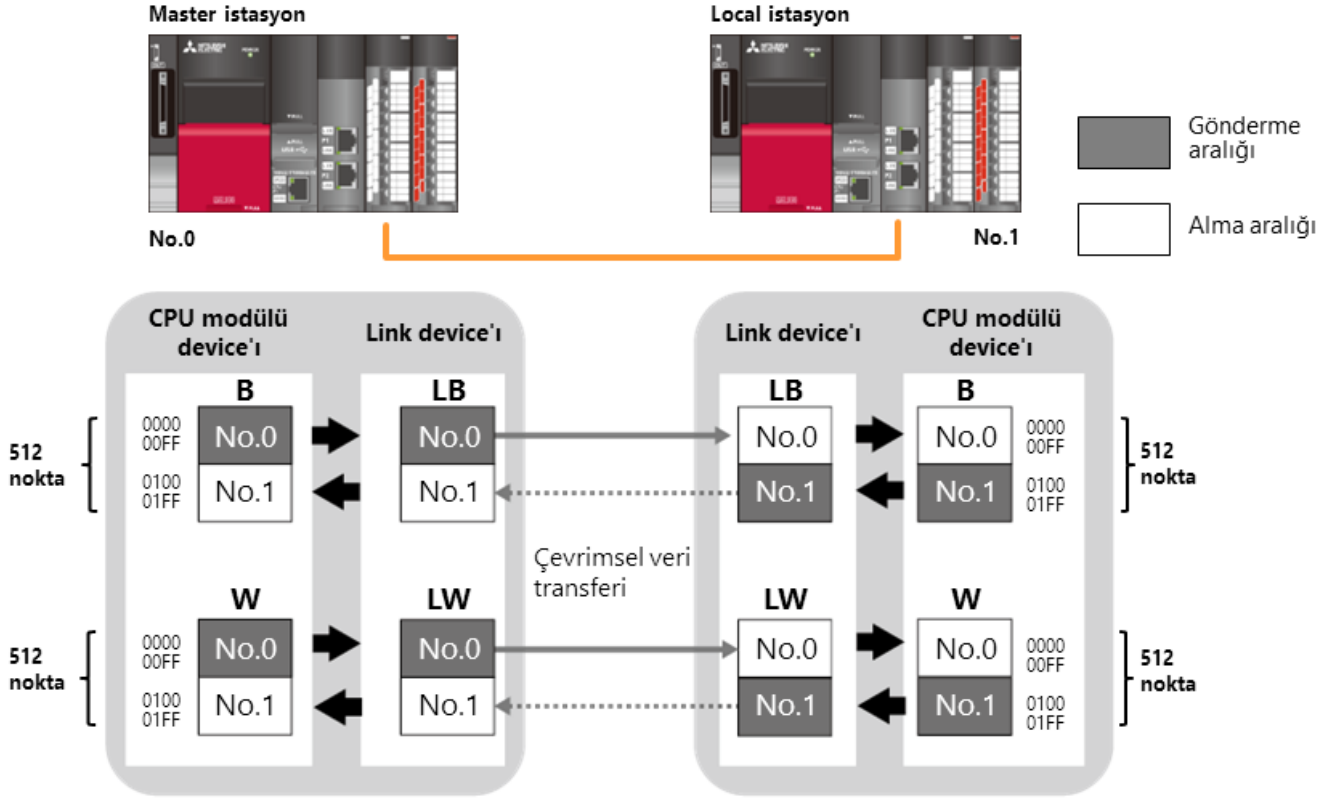 Master istasyon
Local istasyon
MITSUBISHI
ELECTRIC
MITSUBISHI
ELECTRIC
Gönderme
aralığı
Alma aralığı
No.0
No.1
CPU modülü
device'ı
Link device'ı
Link device'ı
CPU modülü
device'ı
B
LB
LB
B
512
nokta
0000
00FF
No.0
No.0
No.0
No.0
0000
00FF
0100
01FF
No.1
No.1
No.1
No.1
0100
01FF
512
nokta
Çevrimsel veri
transferi
W
LW
LW
W
512
nokta
0000
00FF
No.0
No.0
No.0
No.0
0000
00FF
0100
01FF
No.1
No.1
No.1
No.1
0100
01FF
512
nokta